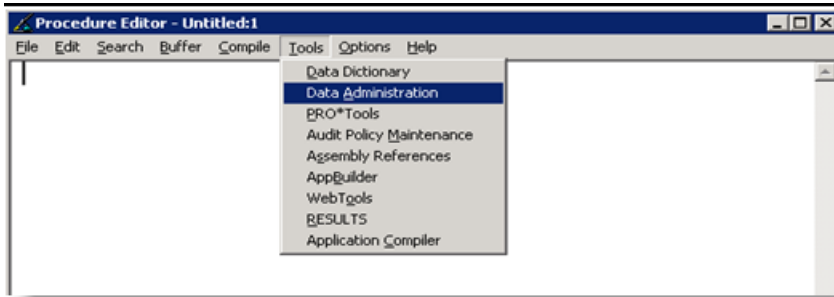 Procedure Editor - Untitled:1
File Edit Search Buffer Compile Tools Options Help
Data Dictionary
Data Administration
PRO*Tools
Audit Policy Maintenance
Assembly References
AppBuilder
WebTools
RESULTS
Application Compiler